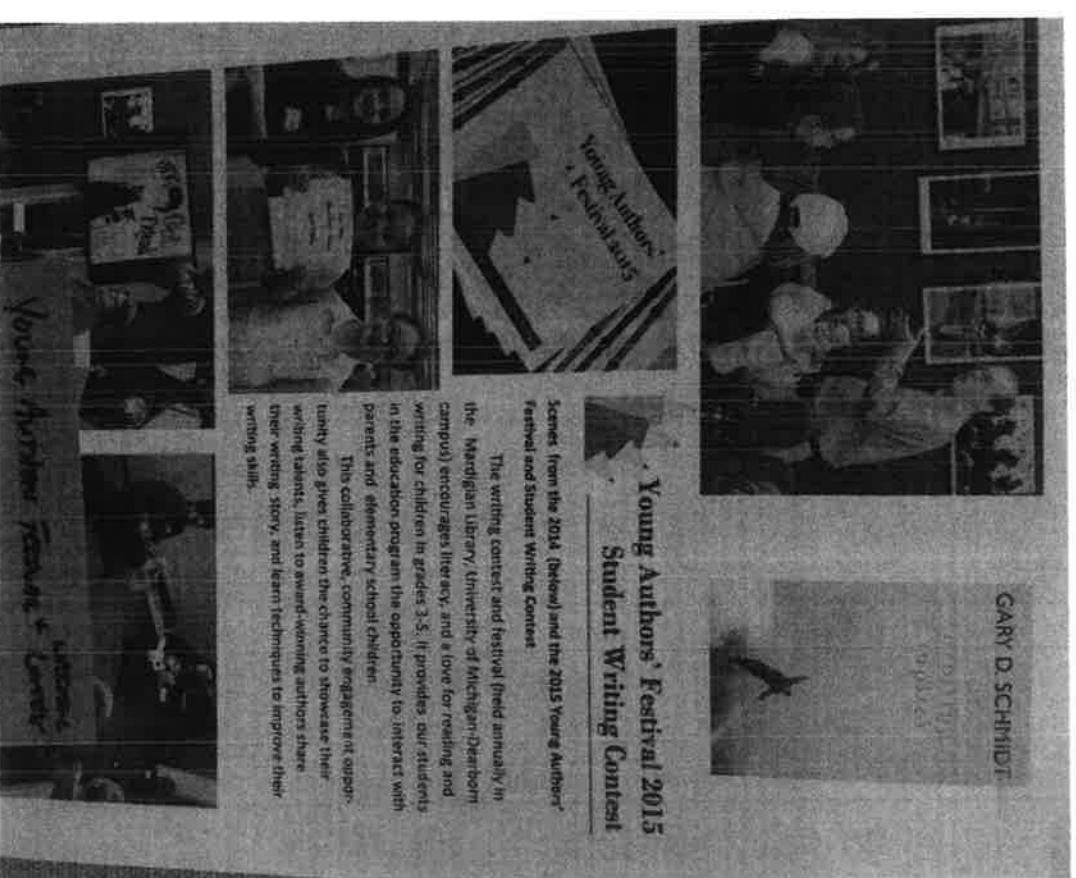 GARY D. SCHMIDT
Young Authors' Festival 2015
Student Writing Contest
Scenes from the 2014 (below) and the 2015 Young Authors'
Festival and Student Writing Contest
The writing contest and festival (held annually in
the Mardigian Library, University of Michigan-Dearborn
campus) encourages literacy, and a love for reading and
writing for children in grades 3-5. It provides our students
in the education program the opportunity to interact with
parents and elementary school children.
This collaborative, community engagement oppor-
tunity also gives children the chance to showcase their
writing talents, listen to award-winning authors share
their writing story, and learn techniques to improve their
writing skills.
Young Authors'
Festival 2015
Young Author Festival & Writing Contest